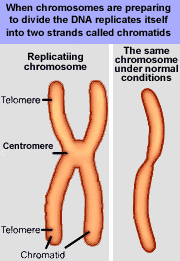 When chromosomes are preparing
to divide the DNA replicates itself
into two strands called chromatids
Replicatiing
chromosome
Telomere
Centromere
Telomere
Chromatid
The same
chromosome
under normal
conditions